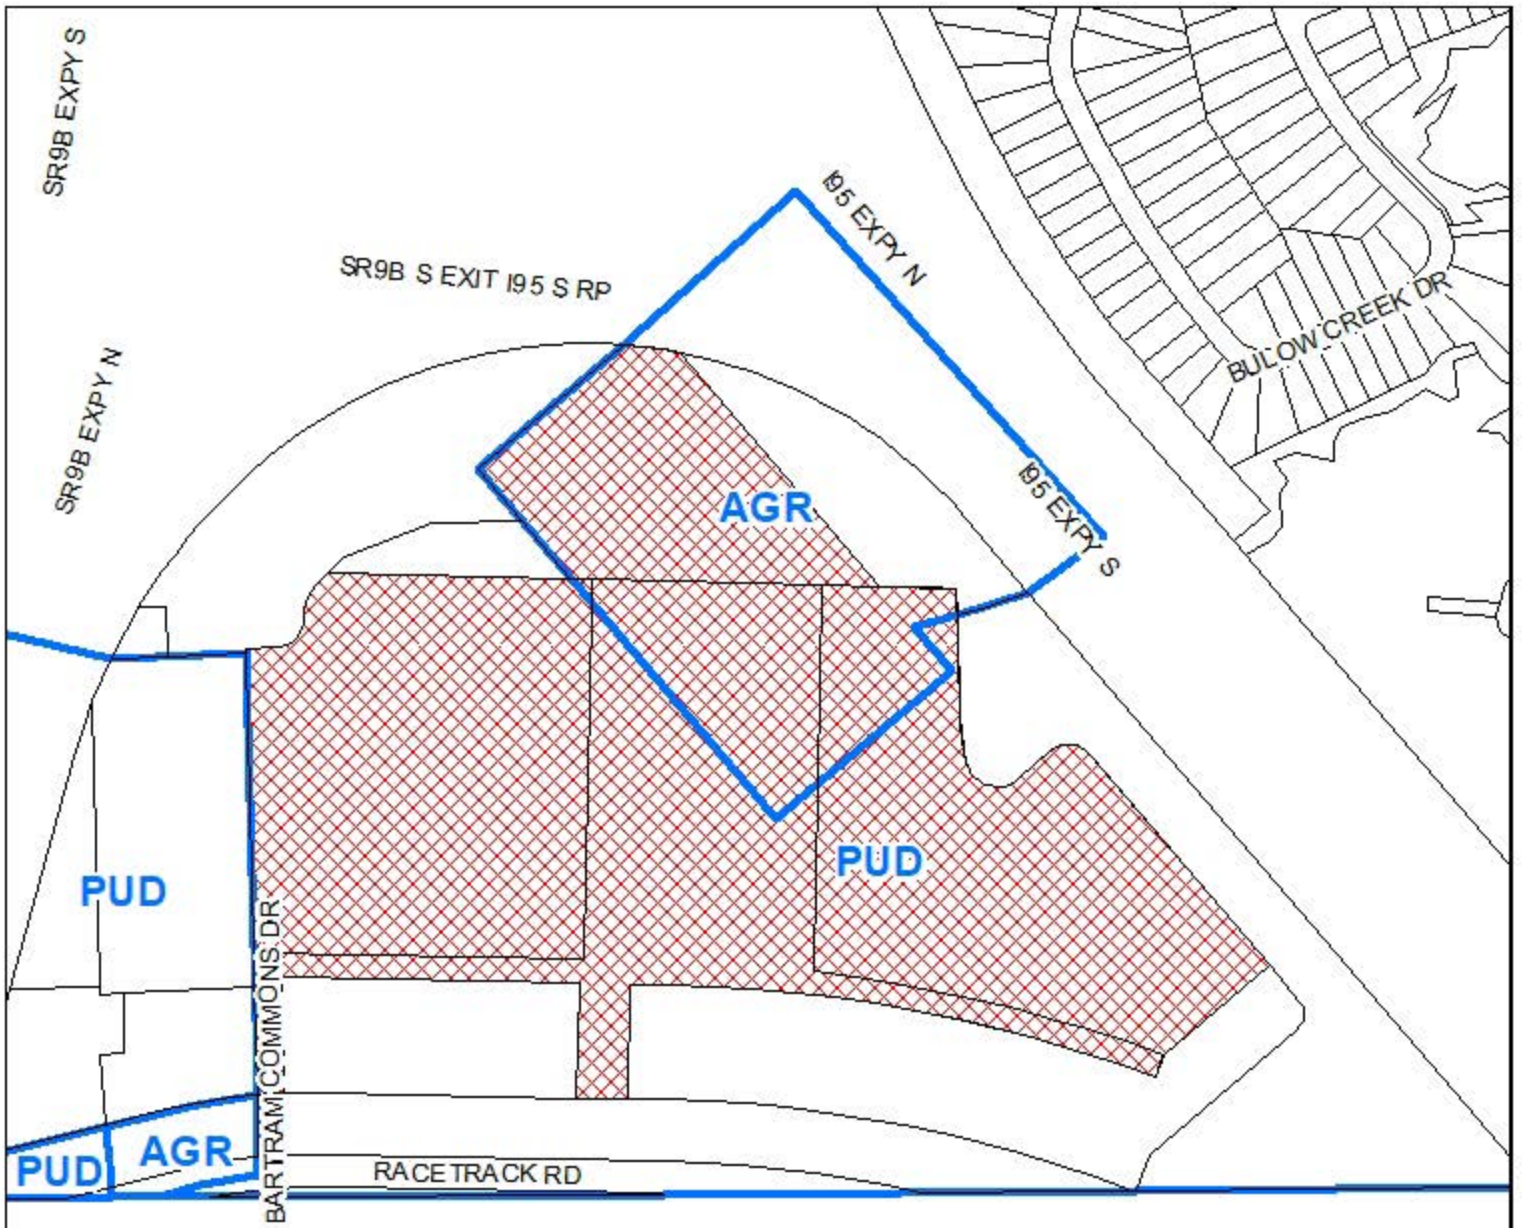 SR9B EXPY S
I95 EXPY N
SR9B S EXIT I95 S RP
BULOW CREEK DR
SR9B EXPY N
AGR
I95 EXPY S
PUD
PUD
BARTRAM COMMONS DR
AGR
PUD
RACETRACK RD